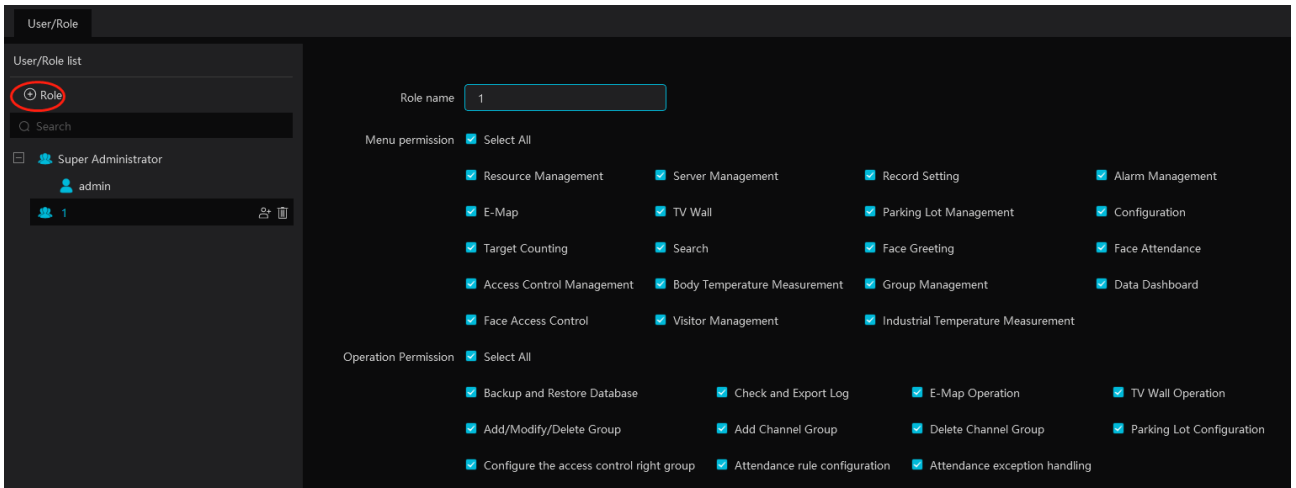 User/Role
User/Role list
Role
Search
Super Administrator
admin
1
Role name 1
Menu permission Select All
Resource Management Server Management Record Setting Alarm Management
E-Map TV Wall Parking Lot Management Configuration
Target Counting Search Face Greeting Face Attendance
Access Control Management Body Temperature Measurement Group Management Data Dashboard
Face Access Control Visitor Management Industrial Temperature Measurement
Operation Permission Select All
Backup and Restore Database Check and Export Log E-Map Operation TV Wall Operation
Add/Modify/Delete Group Add Channel Group Delete Channel Group Parking Lot Configuration
Configure the access control right group Attendance rule configuration Attendance exception handling